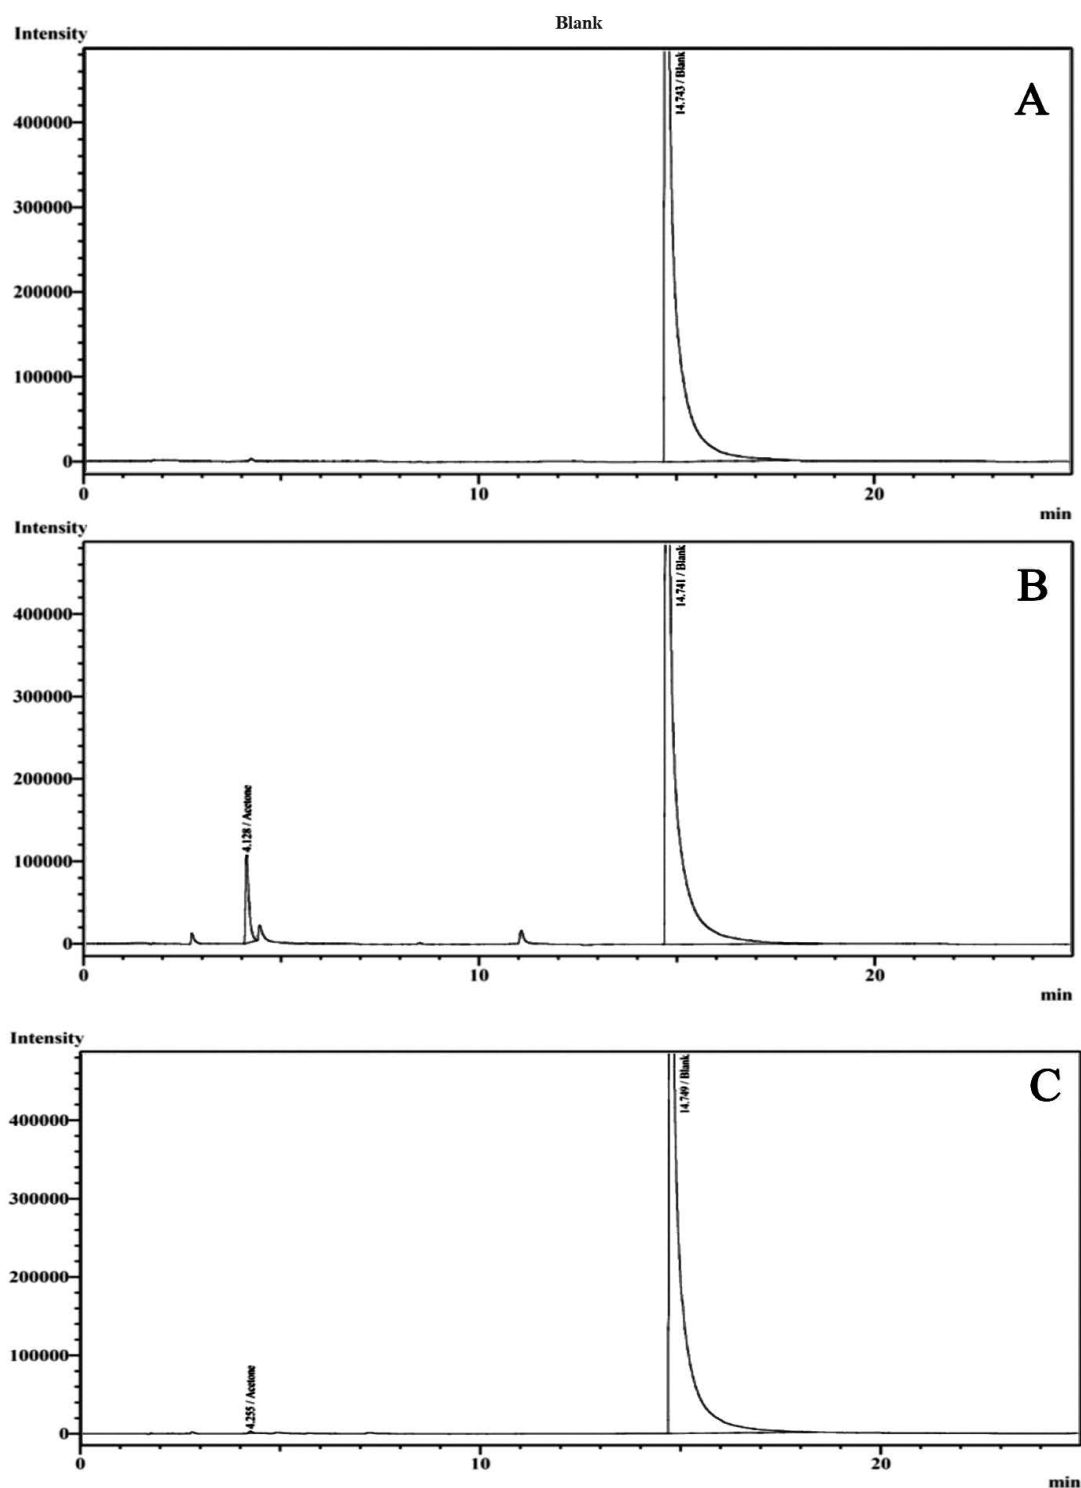 Blank
Intensity
14.743 / Blank
A
400000
300000
200000
100000
0
0 10 20
min
Intensity
14.741 / Blank
B
400000
300000
200000
4.128 / Acetone
100000
0
0 10 20
min
Intensity
14.749 / Blank
C
400000
300000
200000
100000
4.255 / Acetone
0
0 10 20
min